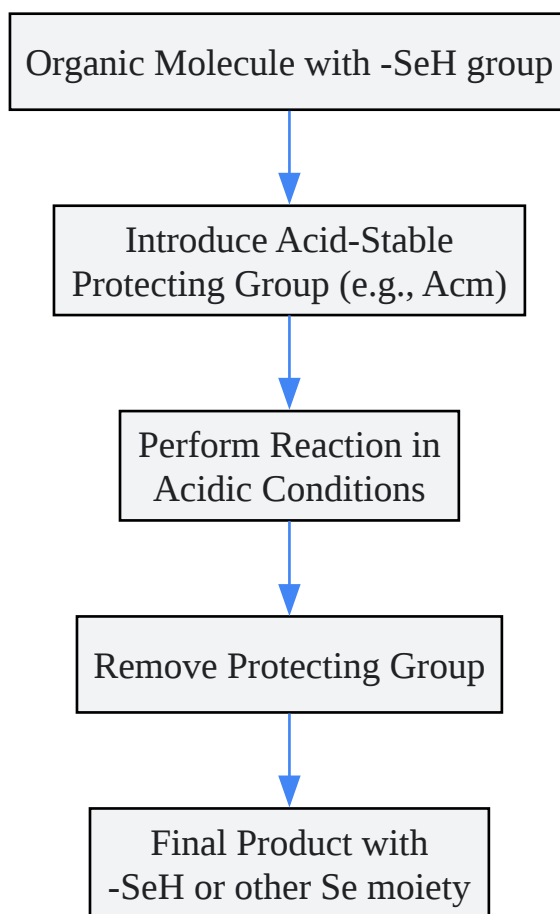 Organic Molecule with -SeH group
Introduce Acid-Stable
Protecting Group (e.g., Acm)
Perform Reaction in
Acidic Conditions
Remove Protecting Group
Final Product with
-SeH or other Se moiety